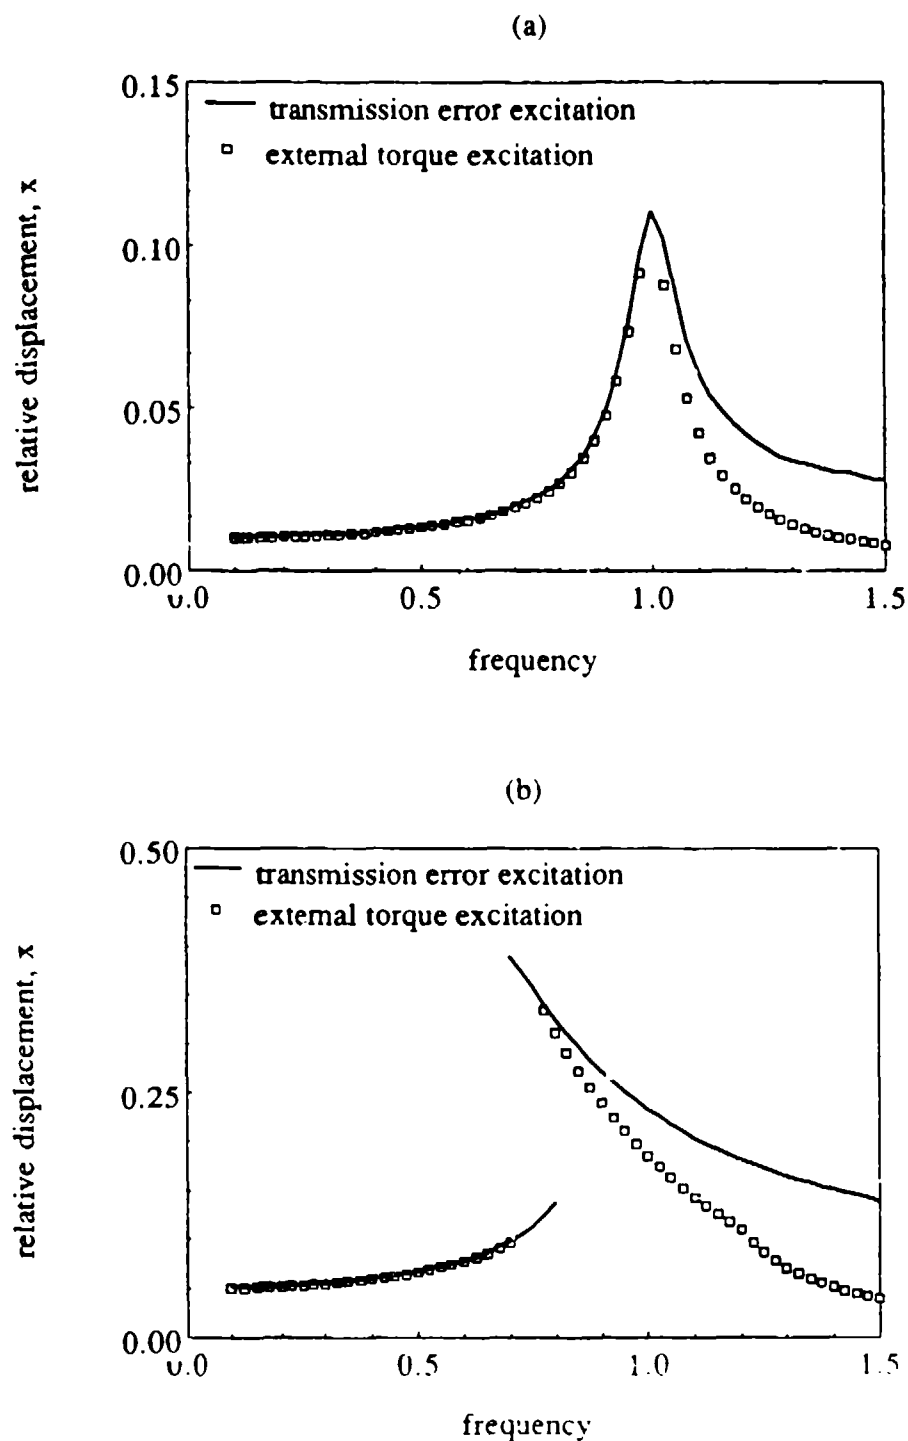 (a)
0.15
transmission error excitation
external torque excitation
0.10
relative displacement, x
0.05
0.00
0.0 0.5 1.0 1.5
frequency
(b)
0.50
transmission error excitation
external torque excitation
relative displacement, x
0.25
0.00
0.0 0.5 1.0 1.5
frequency